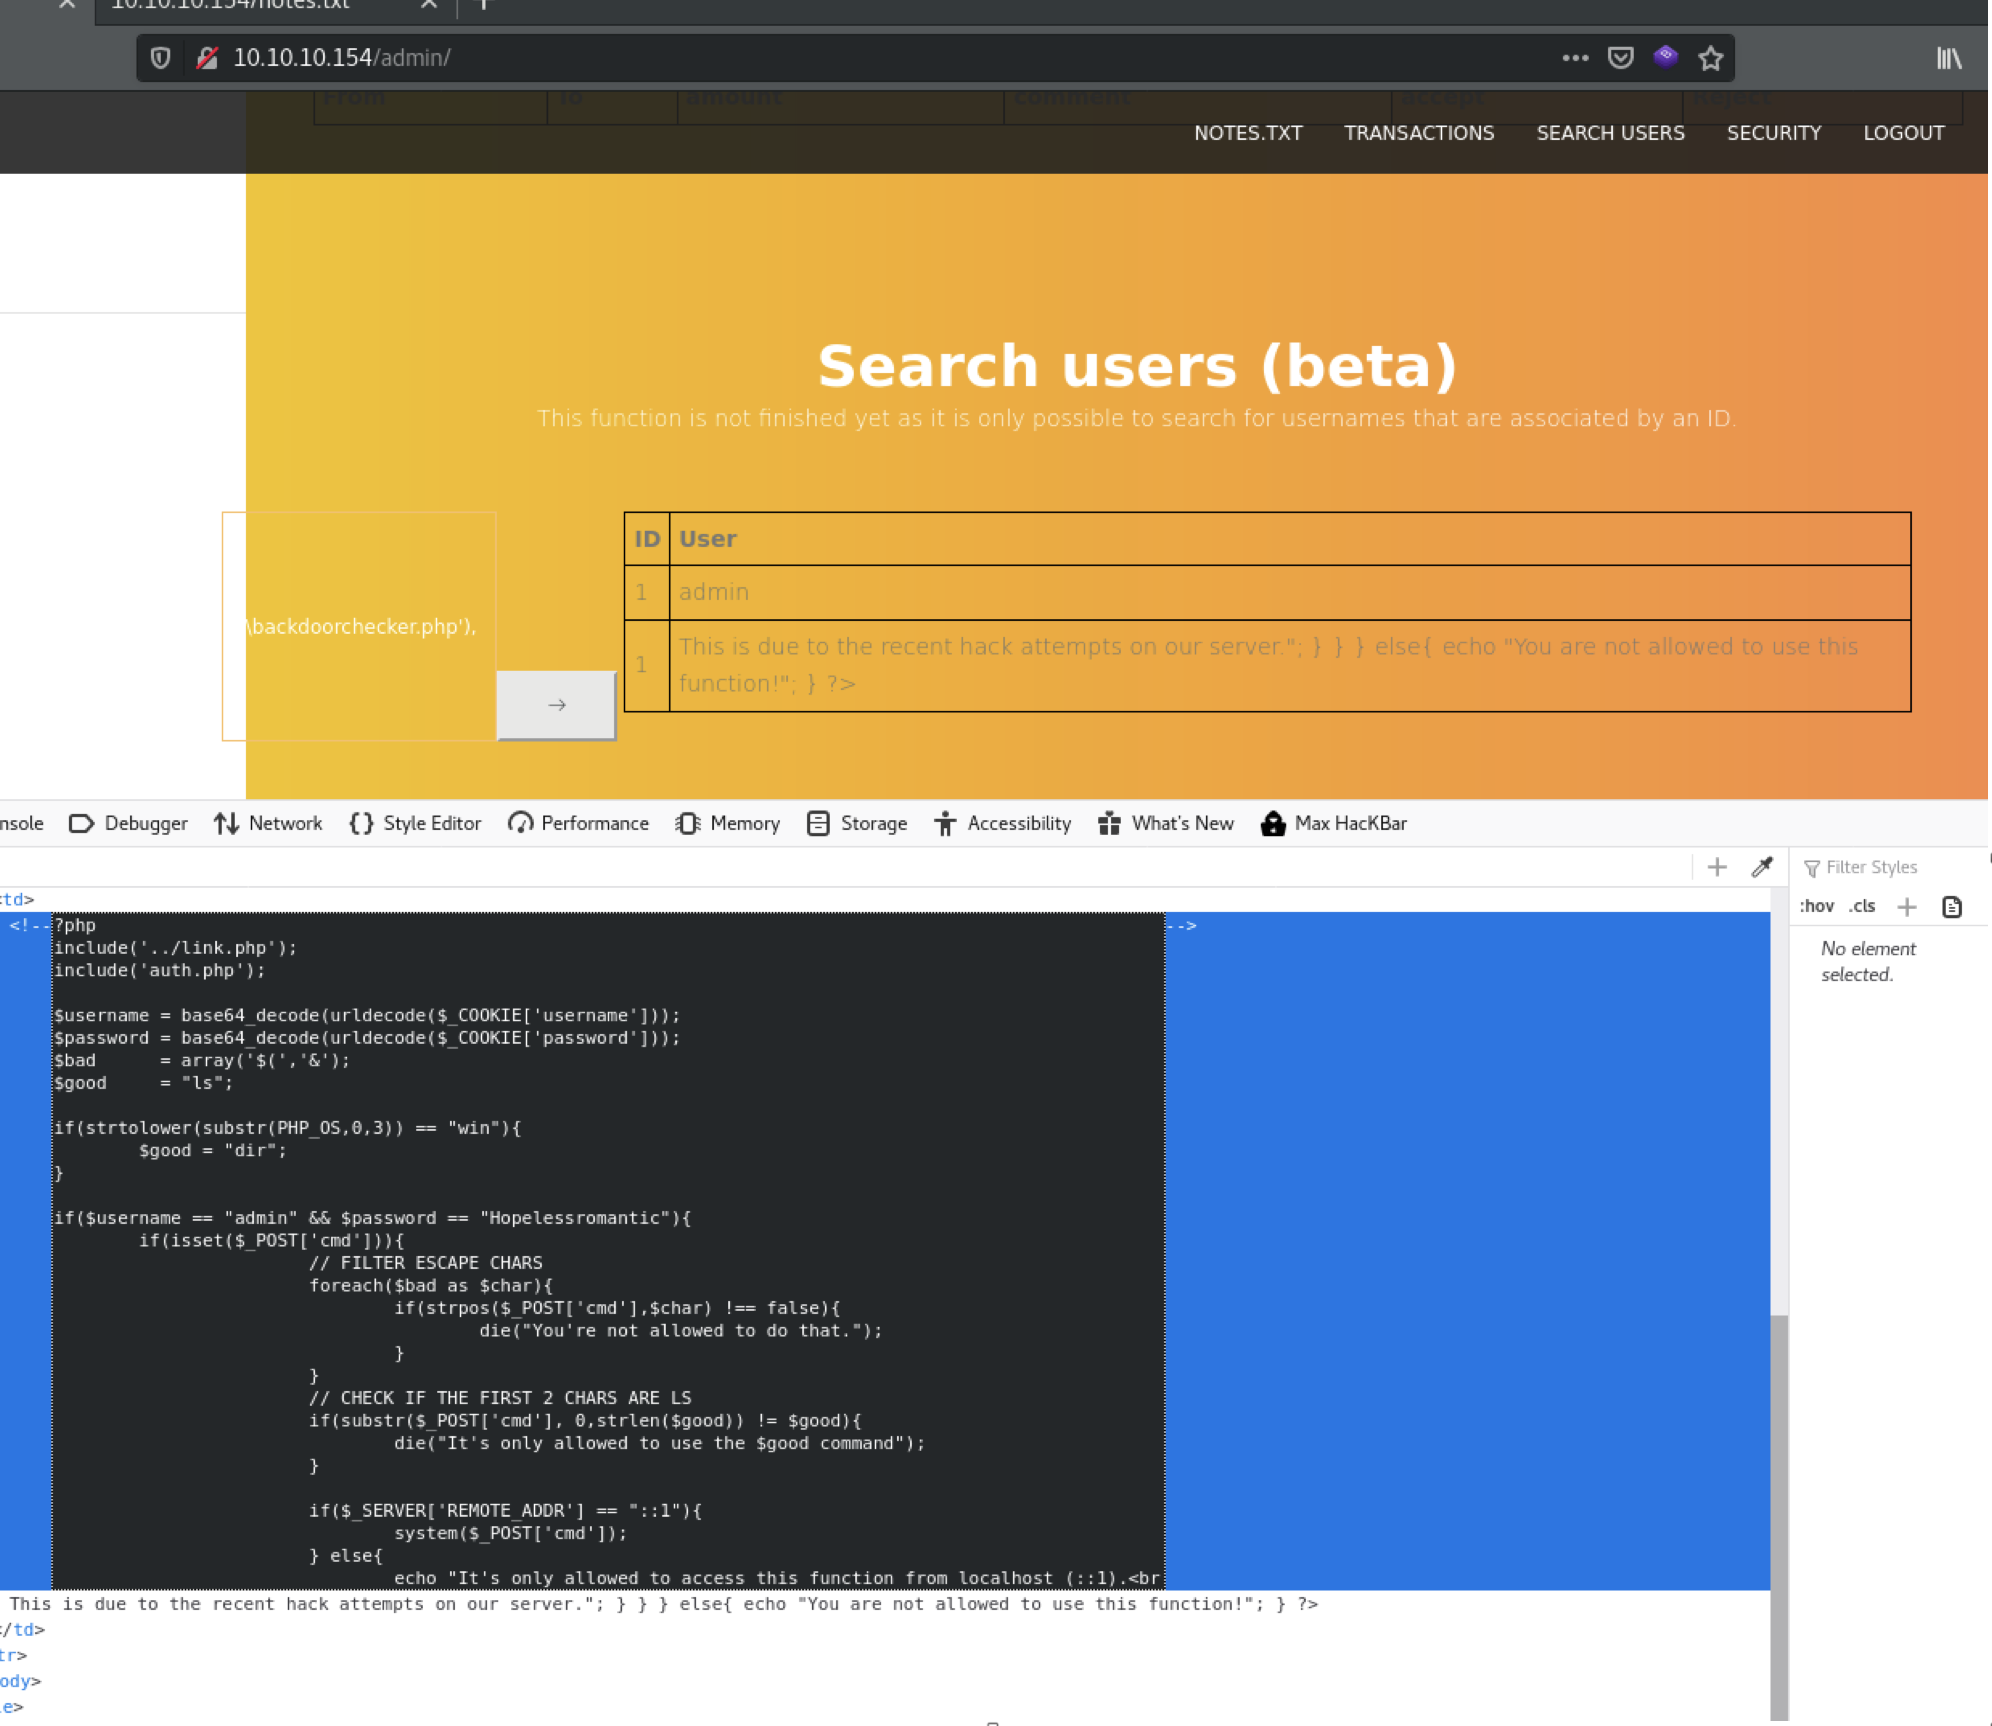 10.10.10.154/notes.txt
10.10.10.154/admin/
From Id amount comment accept Reject
NOTES.TXT TRANSACTIONS SEARCH USERS SECURITY LOGOUT
Search users (beta)
This function is not finished yet as it is only possible to search for usernames that are associated by an ID.
\backdoorchecker.php'),
→
ID User
1 admin
1 This is due to the recent hack attempts on our server."; } } } else{ echo "You are not allowed to use this
function!"; } ?>
nsole Debugger Network Style Editor Performance Memory Storage Accessibility What's New Max HacKBar
Filter Styles
:hov .cls
No element
selected.
<td>
<!--?php
include('../link.php');
include('auth.php');
$username = base64_decode(urldecode($_COOKIE['username']));
$password = base64_decode(urldecode($_COOKIE['password']));
$bad      = array('$(','&');
$good     = "ls";
if(strtolower(substr(PHP_OS,0,3)) == "win"){
$good = "dir";
}
if($username == "admin" && $password == "Hopelessromantic"){
if(isset($_POST['cmd'])){
// FILTER ESCAPE CHARS
foreach($bad as $char){
if(strpos($_POST['cmd'],$char) !== false){
die("You're not allowed to do that.");
}
}
// CHECK IF THE FIRST 2 CHARS ARE LS
if(substr($_POST['cmd'], 0,strlen($good)) != $good){
die("It's only allowed to use the $good command");
}
if($_SERVER['REMOTE_ADDR'] == "::1"){
system($_POST['cmd']);
} else{
echo "It's only allowed to access this function from localhost (::1).<br
-->
This is due to the recent hack attempts on our server."; } } } else{ echo "You are not allowed to use this function!"; } ?>
</td>
tr>
ody>
le>